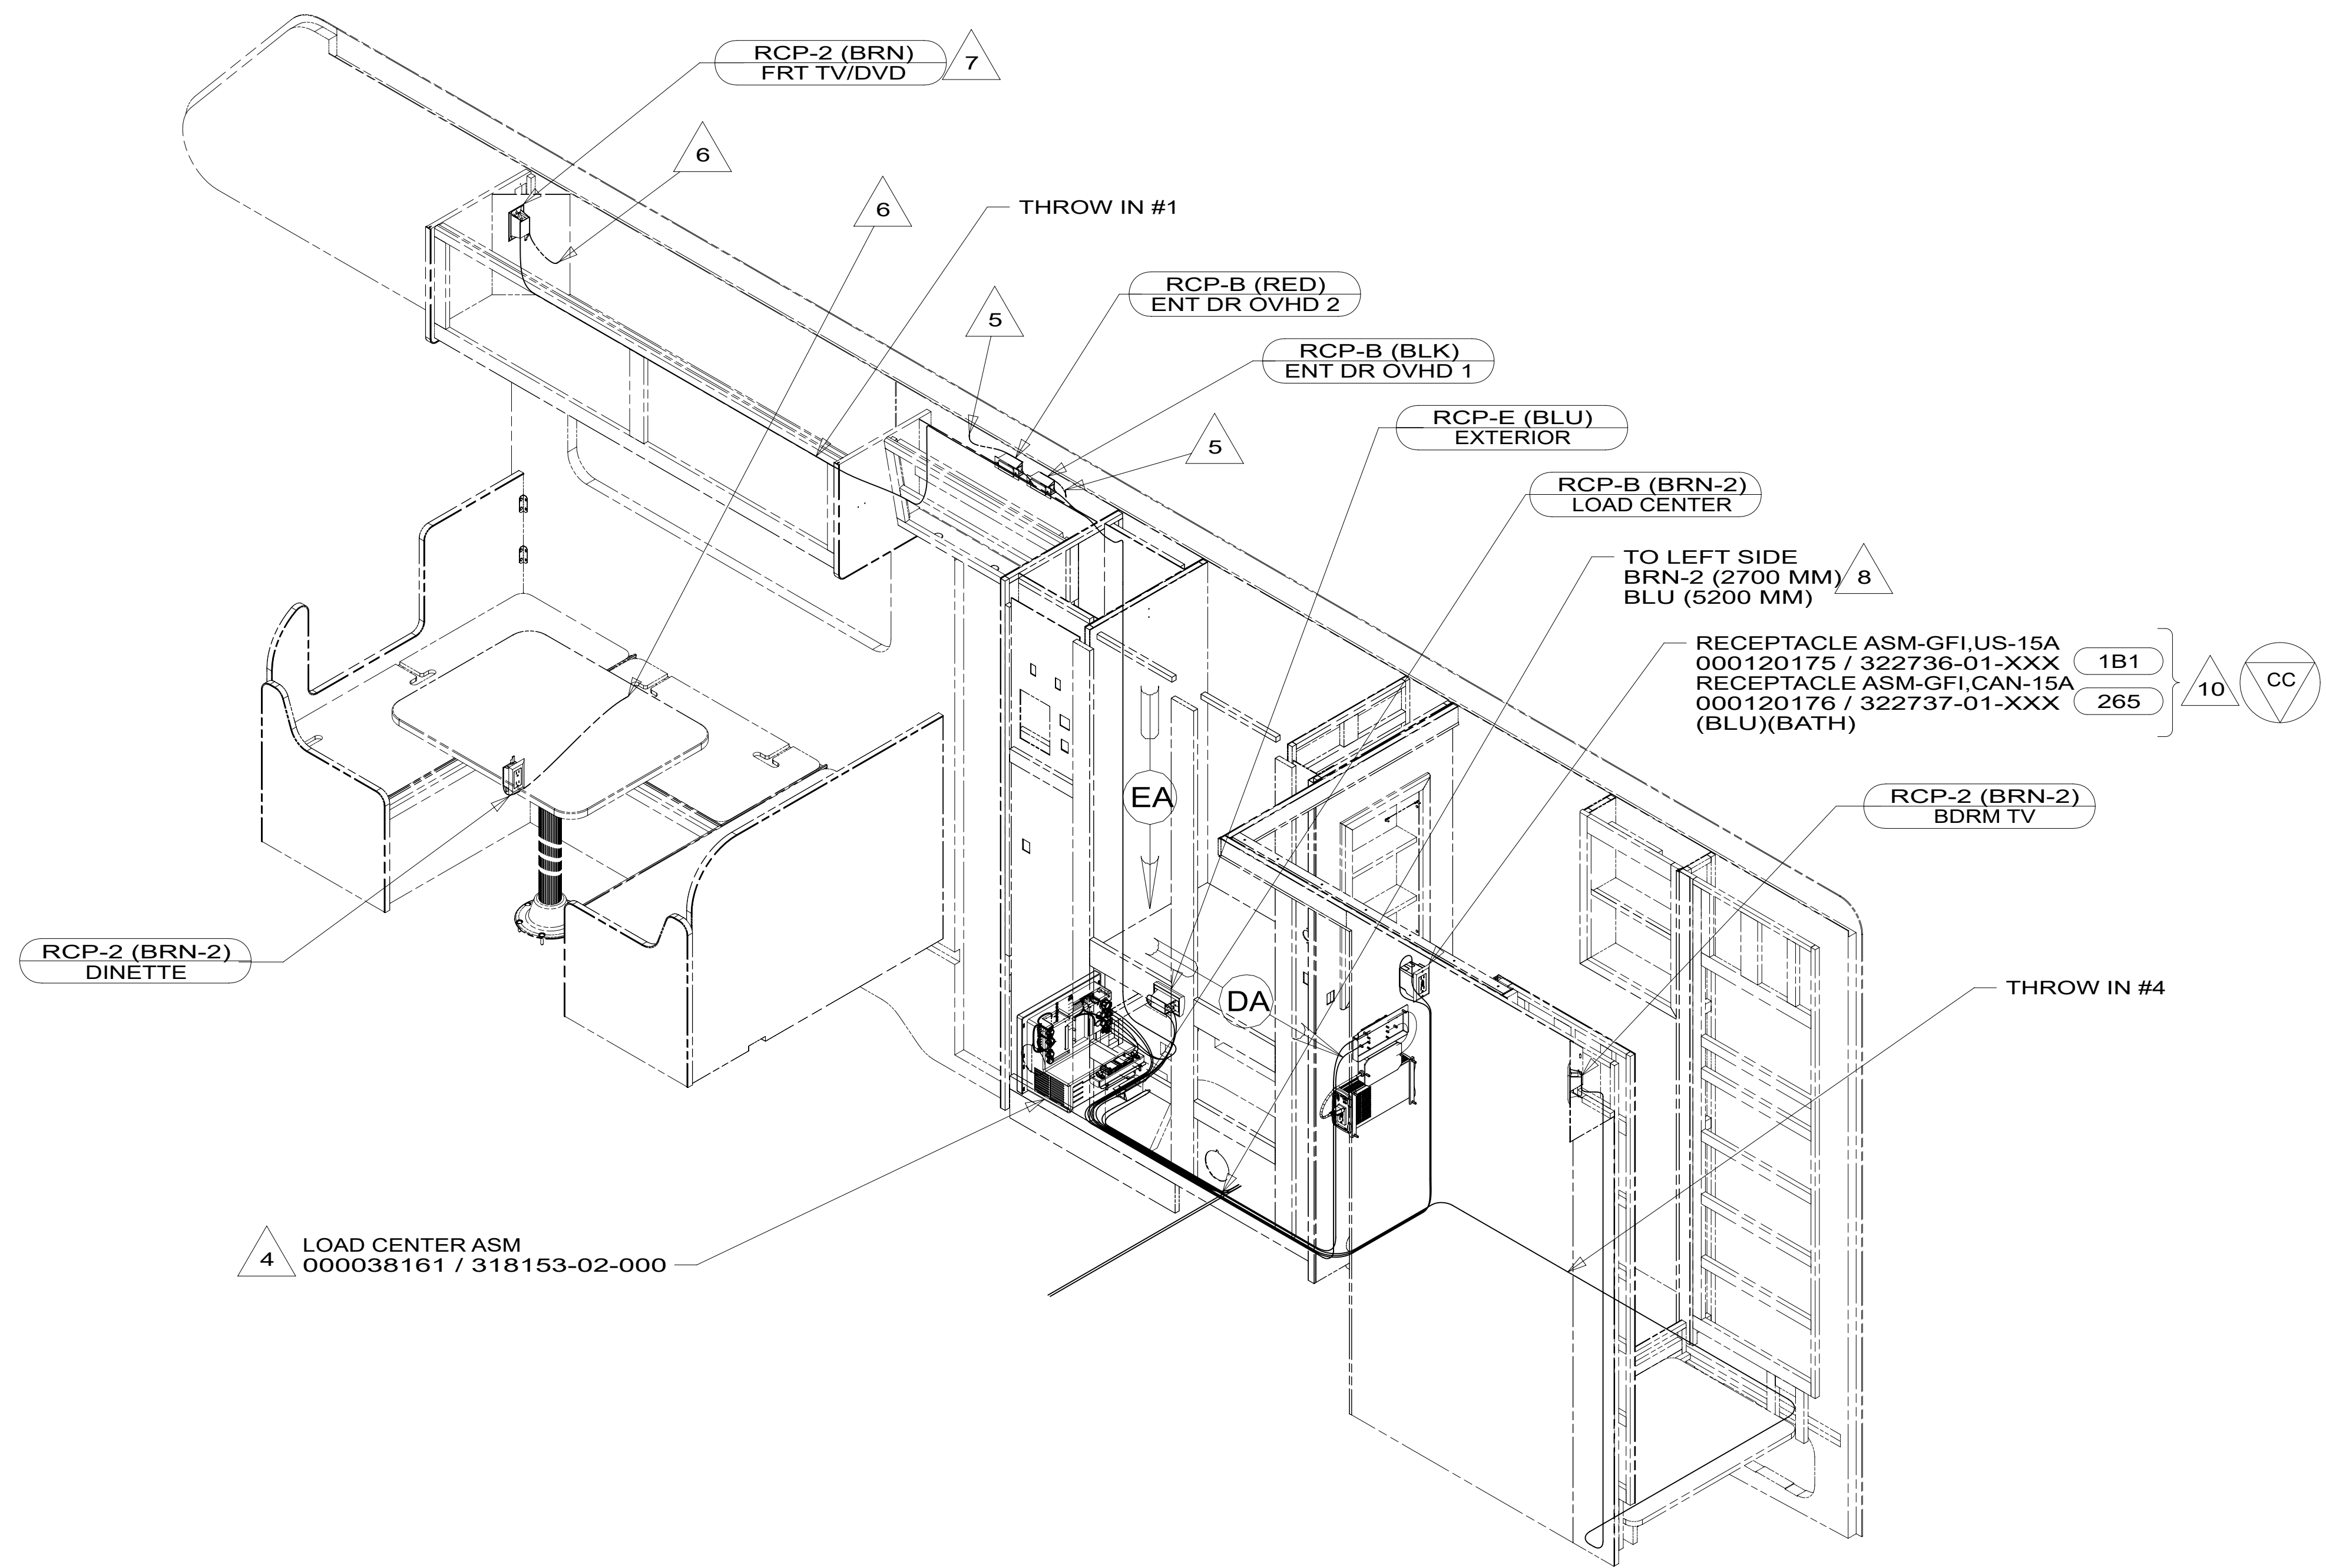 RCP-2 (BRN)
FRT TV/DVD
7
6
6
THROW IN #1
RCP-B (RED)
ENT DR OVHD 2
5
RCP-B (BLK)
ENT DR OVHD 1
5
RCP-E (BLU)
EXTERIOR
RCP-B (BRN-2)
LOAD CENTER
TO LEFT SIDE
BRN-2 (2700 MM)
BLU (5200 MM)
8
RECEPTACLE ASM-GFI,US-15A
000120175 / 322736-01-XXX 1B1
RECEPTACLE ASM-GFI,CAN-15A
000120176 / 322737-01-XXX 265
(BLU)(BATH)
10
CC
EA
RCP-2 (BRN-2)
BDRM TV
RCP-2 (BRN-2)
DINETTE
DA
THROW IN #4
4
LOAD CENTER ASM
000038161 / 318153-02-000